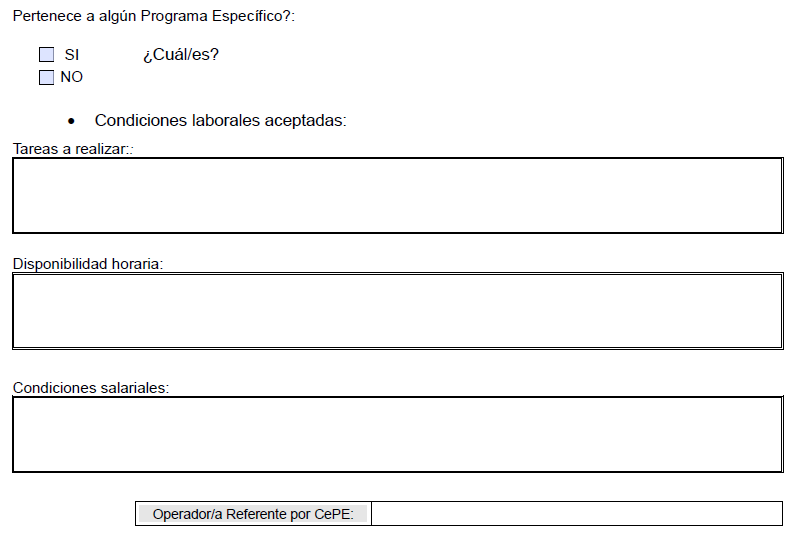 Pertenece a algún Programa Específico?:
SI ¿Cuál/es?
NO
• Condiciones laborales aceptadas:
Tareas a realizar::
Disponibilidad horaria:
Condiciones salariales:
Operador/a Referente por CePE: